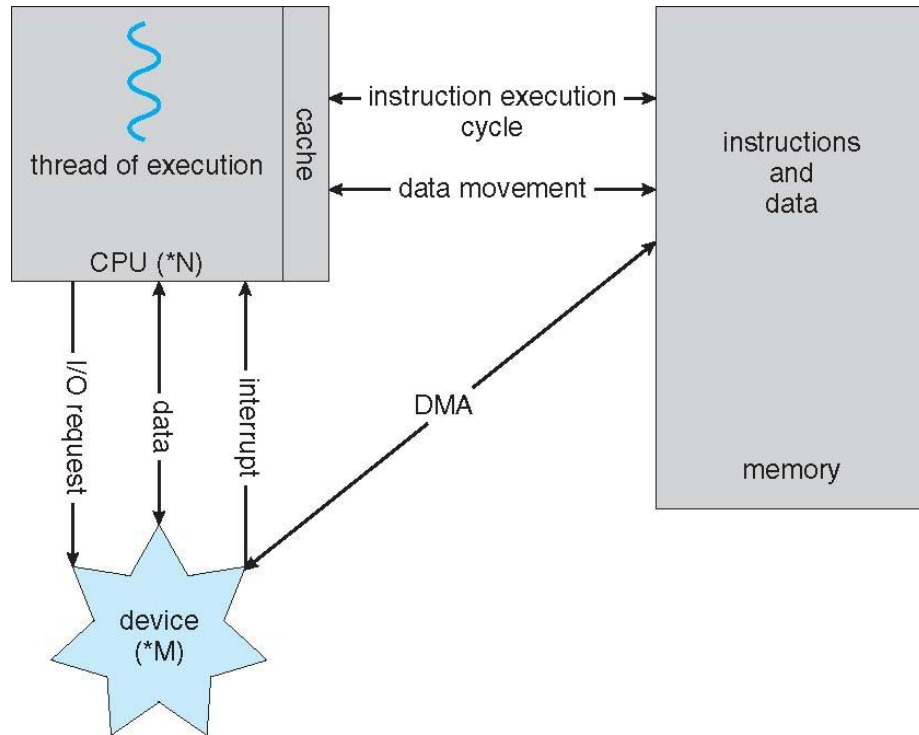 thread of execution
CPU (*N)
cache
instruction execution
cycle
data movement
instructions
and
data
memory
I/O request
data
interrupt
DMA
device
(*M)